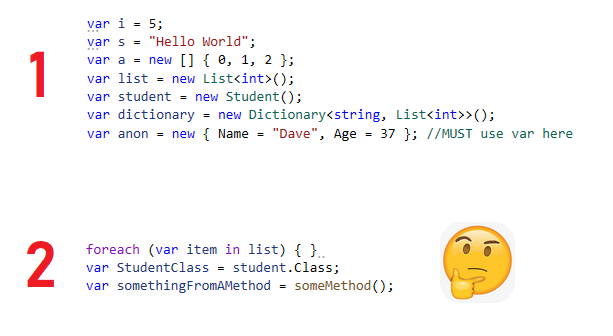 1
var i = 5;
var s = "Hello World";
var a = new [] { 0, 1, 2 };
var list = new List<int>();
var student = new Student();
var dictionary = new Dictionary<string, List<int>>();
var anon = new { Name = "Dave", Age = 37 }; //MUST use var here
2
foreach (var item in list) { }
var StudentClass = student.Class;
var somethingFromAMethod = someMethod();